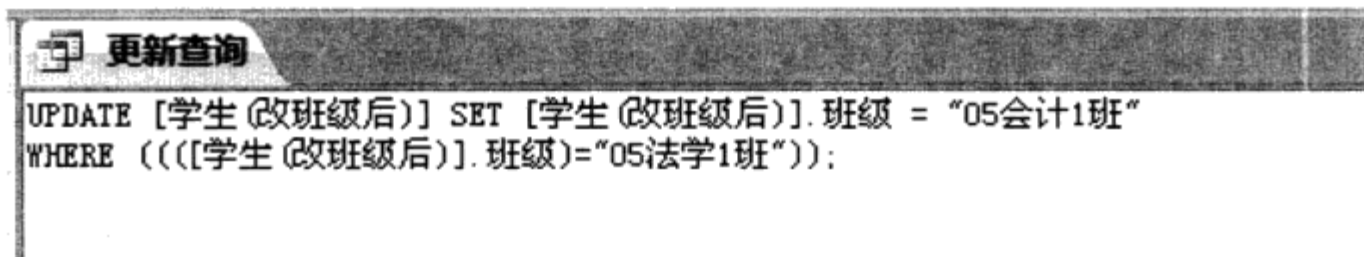 更新查询
UPDATE [学生(改班级后)] SET [学生(改班级后)].班级 = "05会计1班"
WHERE ((([学生(改班级后)].班级)="05法学1班"));